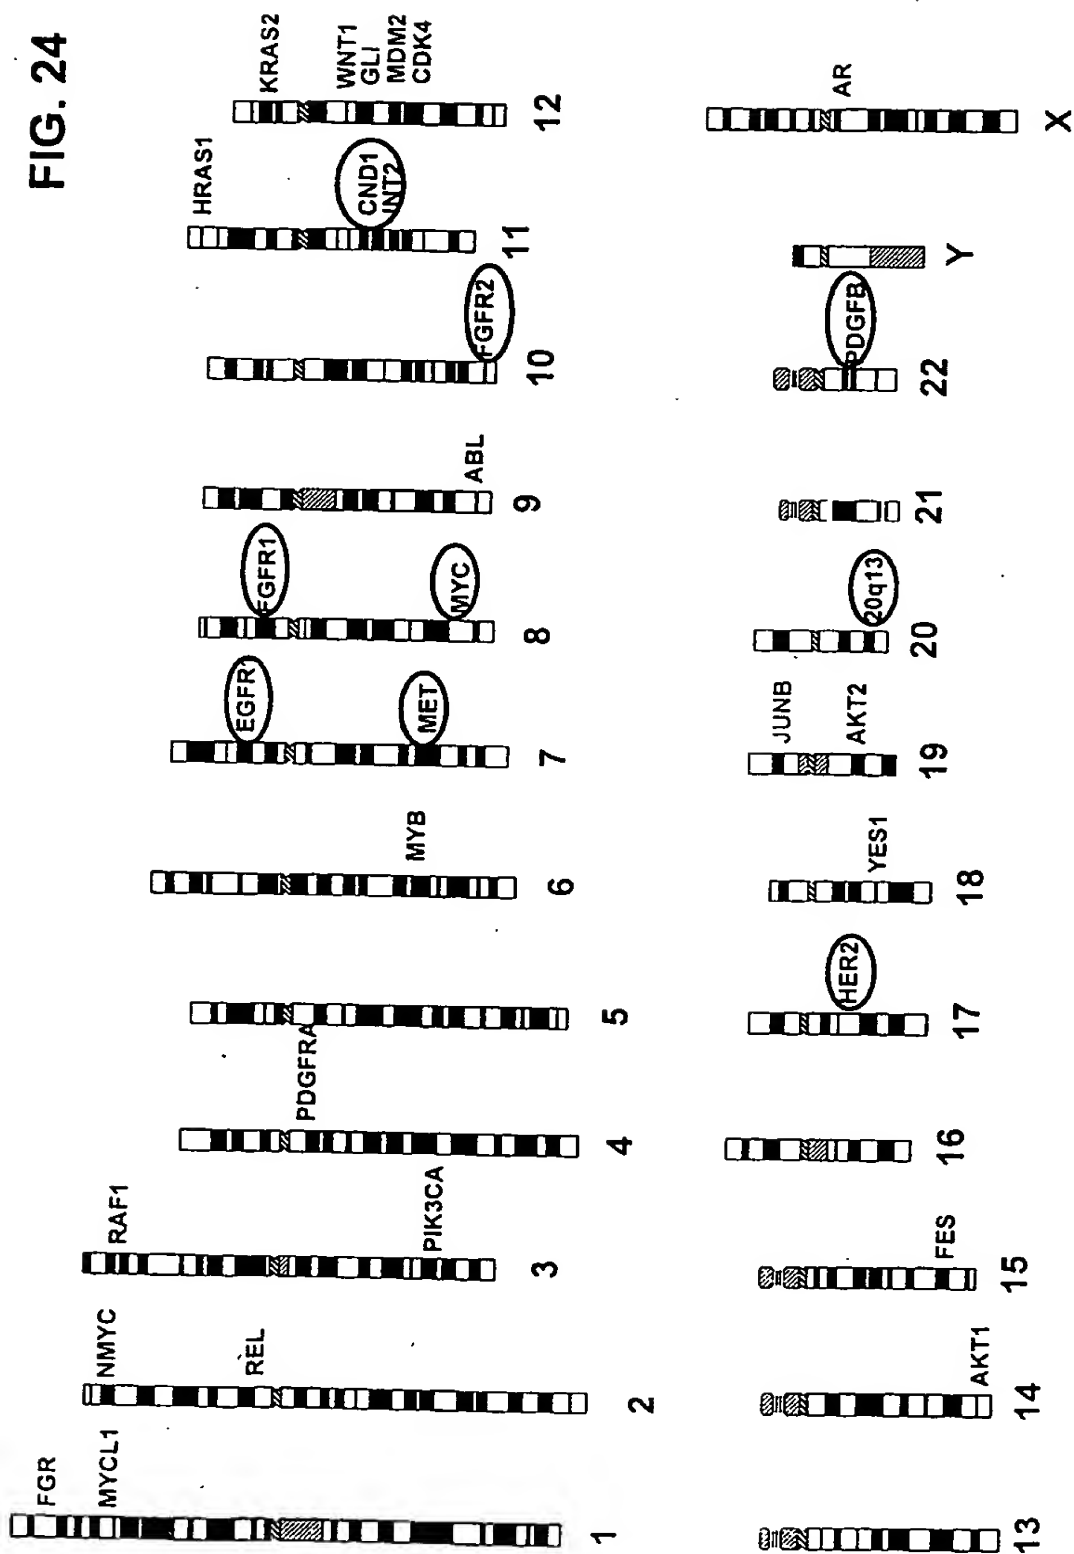 FIG. 24
FGR
MYCL1
1
NMYC
REL
2
RAF1
PIK3CA
3
PDGFRA
4
5
MYB
6
EGFR1
MET
7
FGFR1
MYC
8
ABL
9
FGFR2
10
HRAS1
CND1
INT2
11
KRAS2
WNT1
GLI
MDM2
CDK4
12
13
AKT1
14
FES
15
16
HER2
17
YES1
18
JUNB
AKT2
19
20q13
20
21
PDGFB
22
Y
AR
X